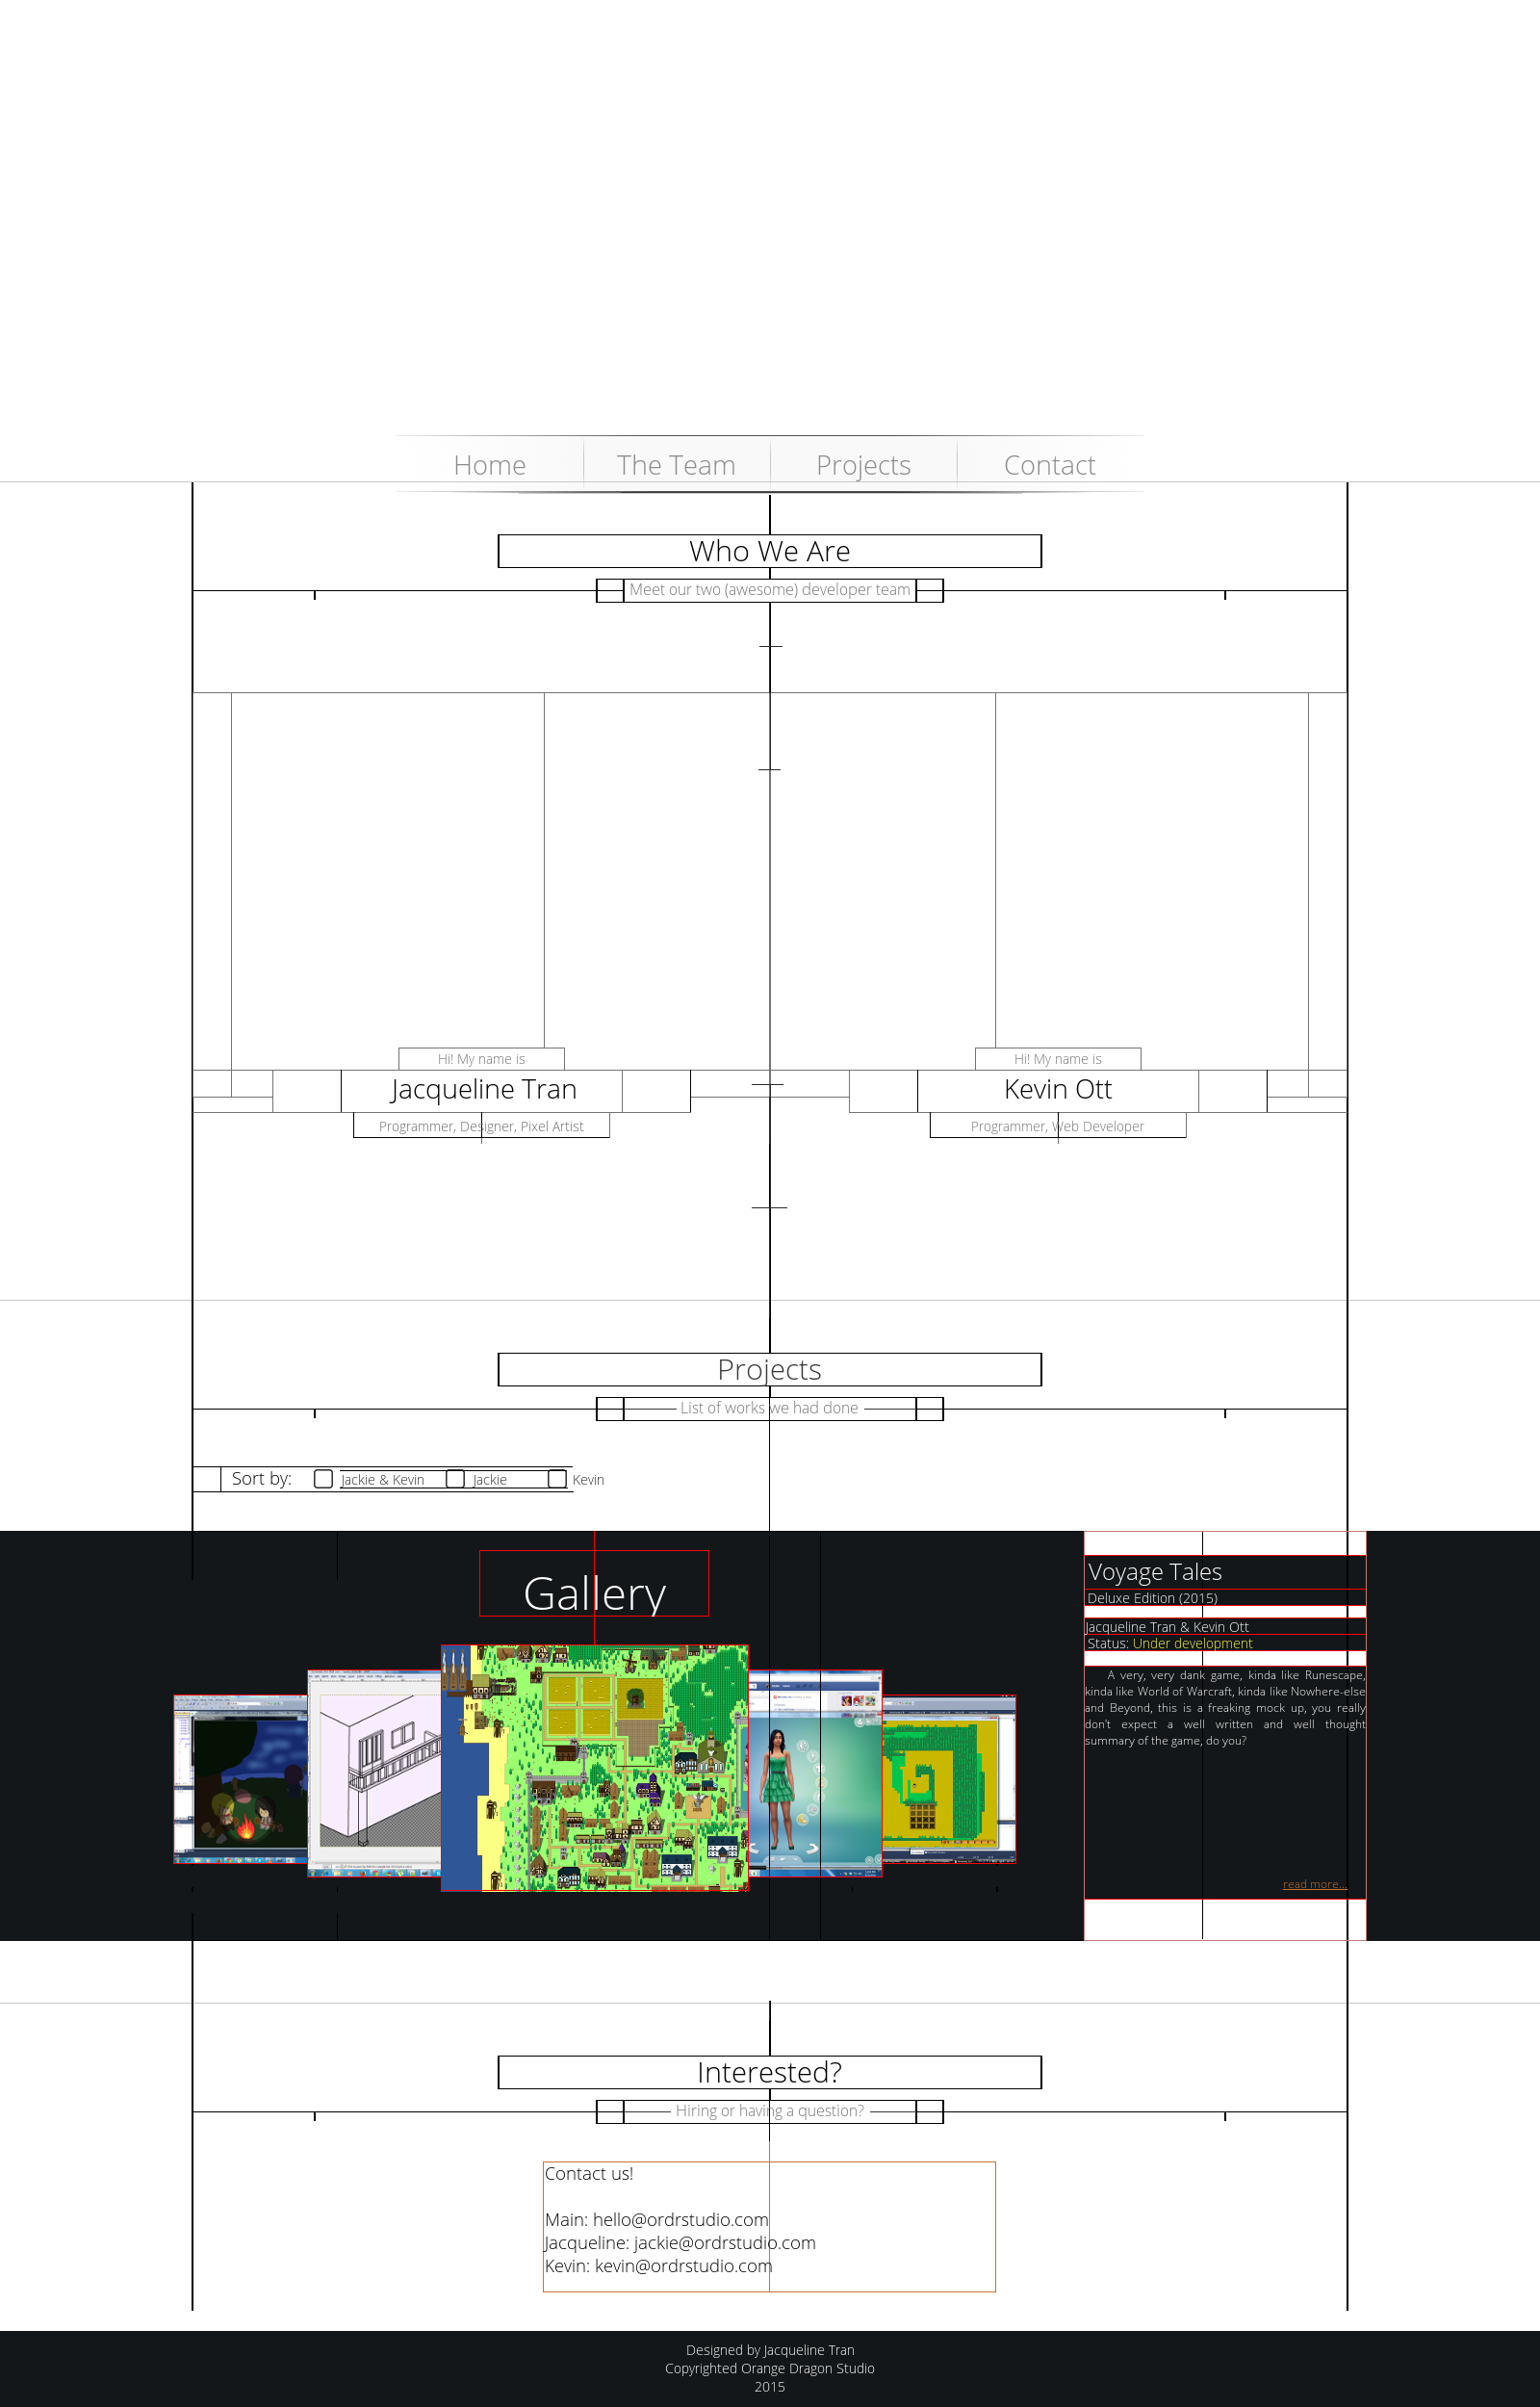 Home The Team Projects Contact
Who We Are
Meet our two (awesome) developer team
Hi! My name is
Jacqueline Tran
Programmer, Designer, Pixel Artist
Hi! My name is
Kevin Ott
Programmer, Web Developer
Projects
List of works we had done
Sort by: Jackie & Kevin Jackie Kevin
Gallery
Voyage Tales
Deluxe Edition (2015)
Jacqueline Tran & Kevin Ott
Status: Under development
A very, very dank game, kinda like Runescape,
kinda like World of Warcraft, kinda like Nowhere-else
and Beyond, this is a freaking mock up, you really
don't expect a well written and well thought
summary of the game, do you?
read more...
Interested?
Hiring or having a question?
Contact us!
Main: hello@ordrstudio.com
Jacqueline: jackie@ordrstudio.com
Kevin: kevin@ordrstudio.com
Designed by Jacqueline Tran
Copyrighted Orange Dragon Studio
2015